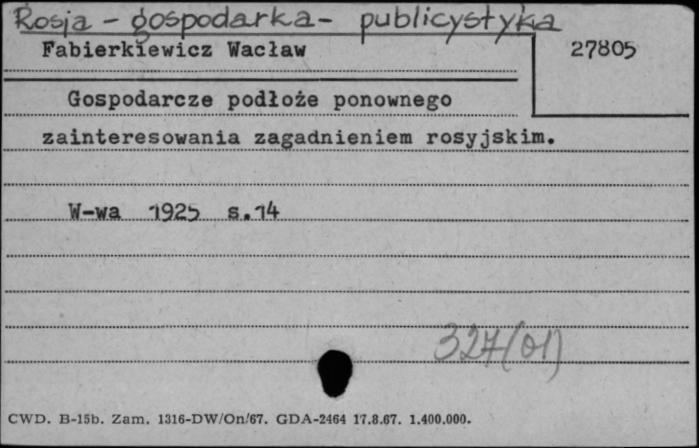 Rosja - gospodarka - publicystyka
Fabierkiewicz Wacław
27805
Gospodarcze podłoże ponownego
zainteresowania zagadnieniem rosyjskim.
W-wa 1925 s.14
327(01)
CWD. B-15b. Zam. 1316-DW/On/67. GDA-2464 17.8.67. 1.400.000.